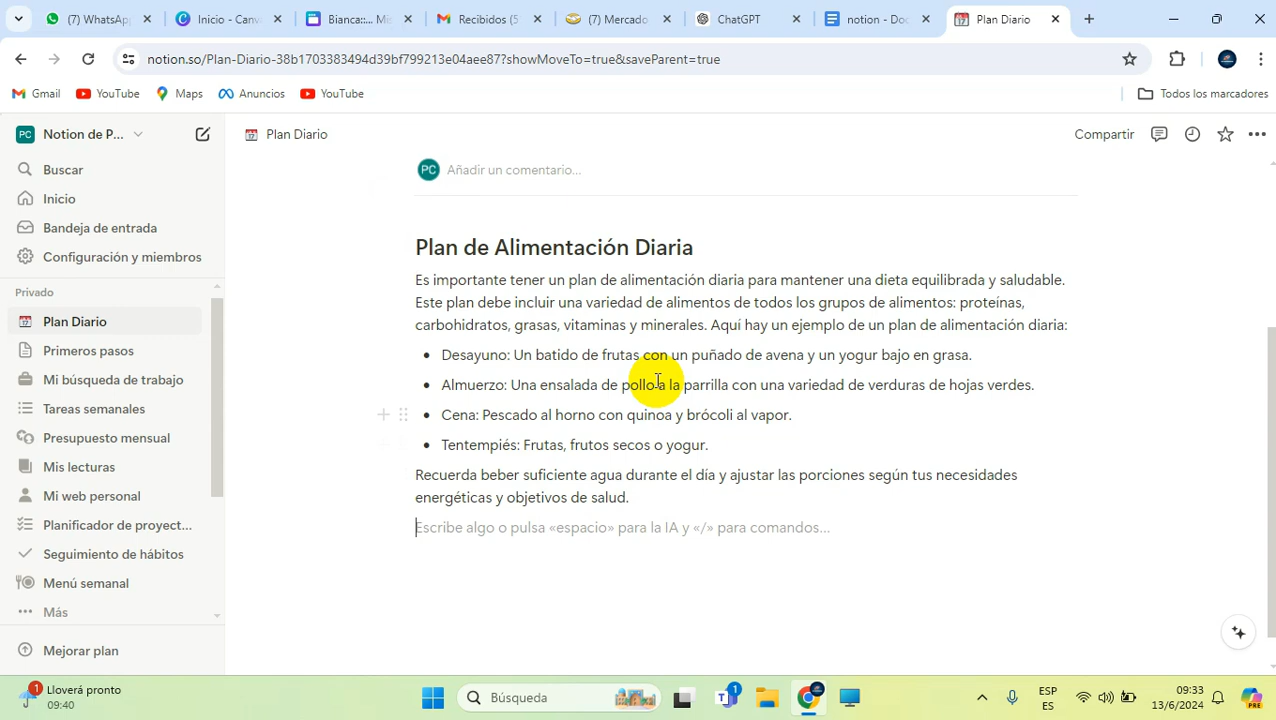 (7) WhatsApp
Inicio - Canv
Bianca::.. Mi
Recibidos (5
(7) Mercado
ChatGPT
notion - Doc
Plan Diario
notion.so/Plan-Diario-38b1703383494d39bf799213e04aee87?showMoveTo=true&saveParent=true
Gmail
YouTube
Maps
Anuncios
YouTube
Todos los marcadores
PC Notion de P...
Plan Diario
Compartir
Buscar
Inicio
Bandeja de entrada
Configuración y miembros
Privado
Plan Diario
Primeros pasos
Mi búsqueda de trabajo
Tareas semanales
Presupuesto mensual
Mis lecturas
Mi web personal
Planificador de proyect...
Seguimiento de hábitos
Menú semanal
Más
Mejorar plan
PC Añadir un comentario...
Plan de Alimentación Diaria
Es importante tener un plan de alimentación diaria para mantener una dieta equilibrada y saludable.
Este plan debe incluir una variedad de alimentos de todos los grupos de alimentos: proteínas,
carbohidratos, grasas, vitaminas y minerales. Aquí hay un ejemplo de un plan de alimentación diaria:
• Desayuno: Un batido de frutas con un puñado de avena y un yogur bajo en grasa.
• Almuerzo: Una ensalada de pollo a la parrilla con una variedad de verduras de hojas verdes.
• Cena: Pescado al horno con quinoa y brócoli al vapor.
• Tentempiés: Frutas, frutos secos o yogur.
Recuerda beber suficiente agua durante el día y ajustar las porciones según tus necesidades
energéticas y objetivos de salud.
Escribe algo o pulsa «espacio» para la IA y «/» para comandos...
1
Lloverá pronto
09:40
Búsqueda
1
ESP
ES
09:33
13/6/2024
PRE